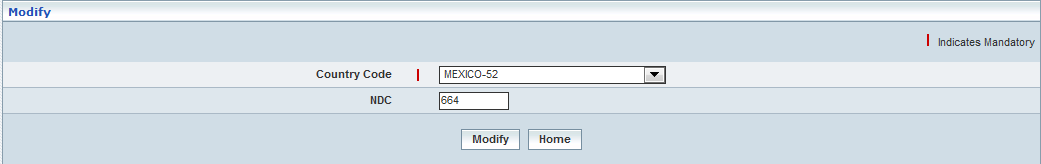 Modify
Indicates Mandatory
Country Code MEXICO-52
NDC 664
Modify Home